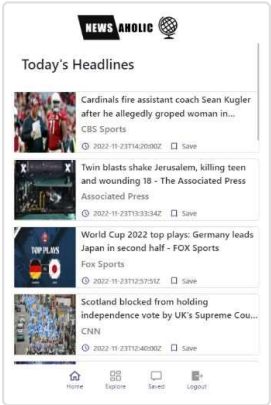 NEWS AHOLIC
Today's Headlines
Cardinals fire assistant coach Sean Kugler
after he allegedly groped woman in...
CBS Sports
2022-11-23T14:20:00Z Save
Twin blasts shake Jerusalem, killing teen
and wounding 18 - The Associated Press
Associated Press
2022-11-23T13:33:34Z Save
TOP PLAYS
World Cup 2022 top plays: Germany leads
Japan in second half - FOX Sports
Fox Sports
2022-11-23T12:57:51Z Save
Scotland blocked from holding
independence vote by UK's Supreme Cou...
CNN
2022-11-23T12:40:00Z Save
Home Explore Saved Logout